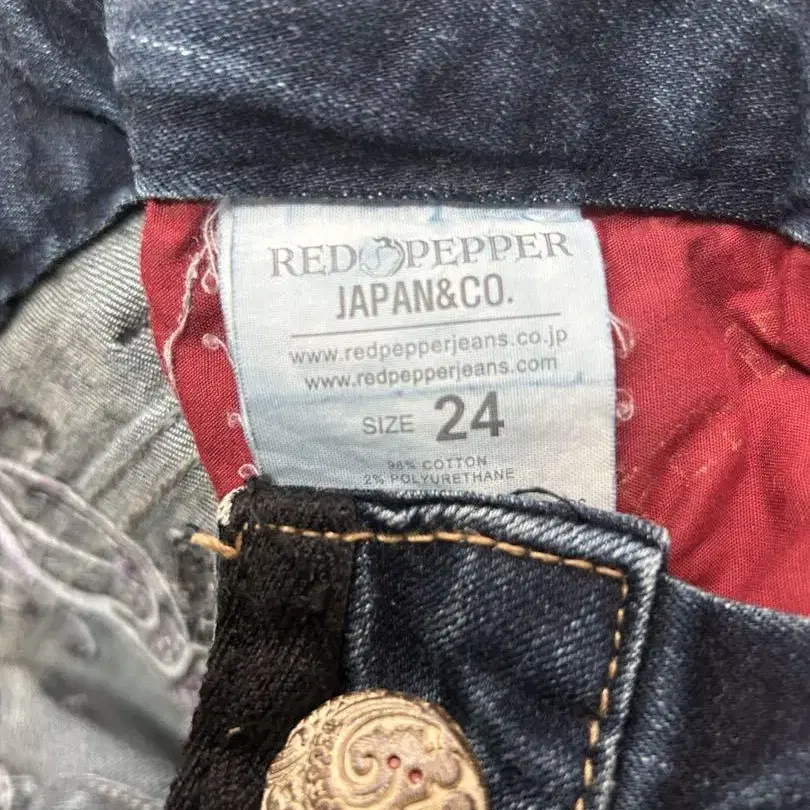 RED PEPPER
JAPAN&CO.
www.redpepperjeans.co.jp
www.redpepperjeans.com
SIZE 24
98% COTTON
2% POLYURETHANE